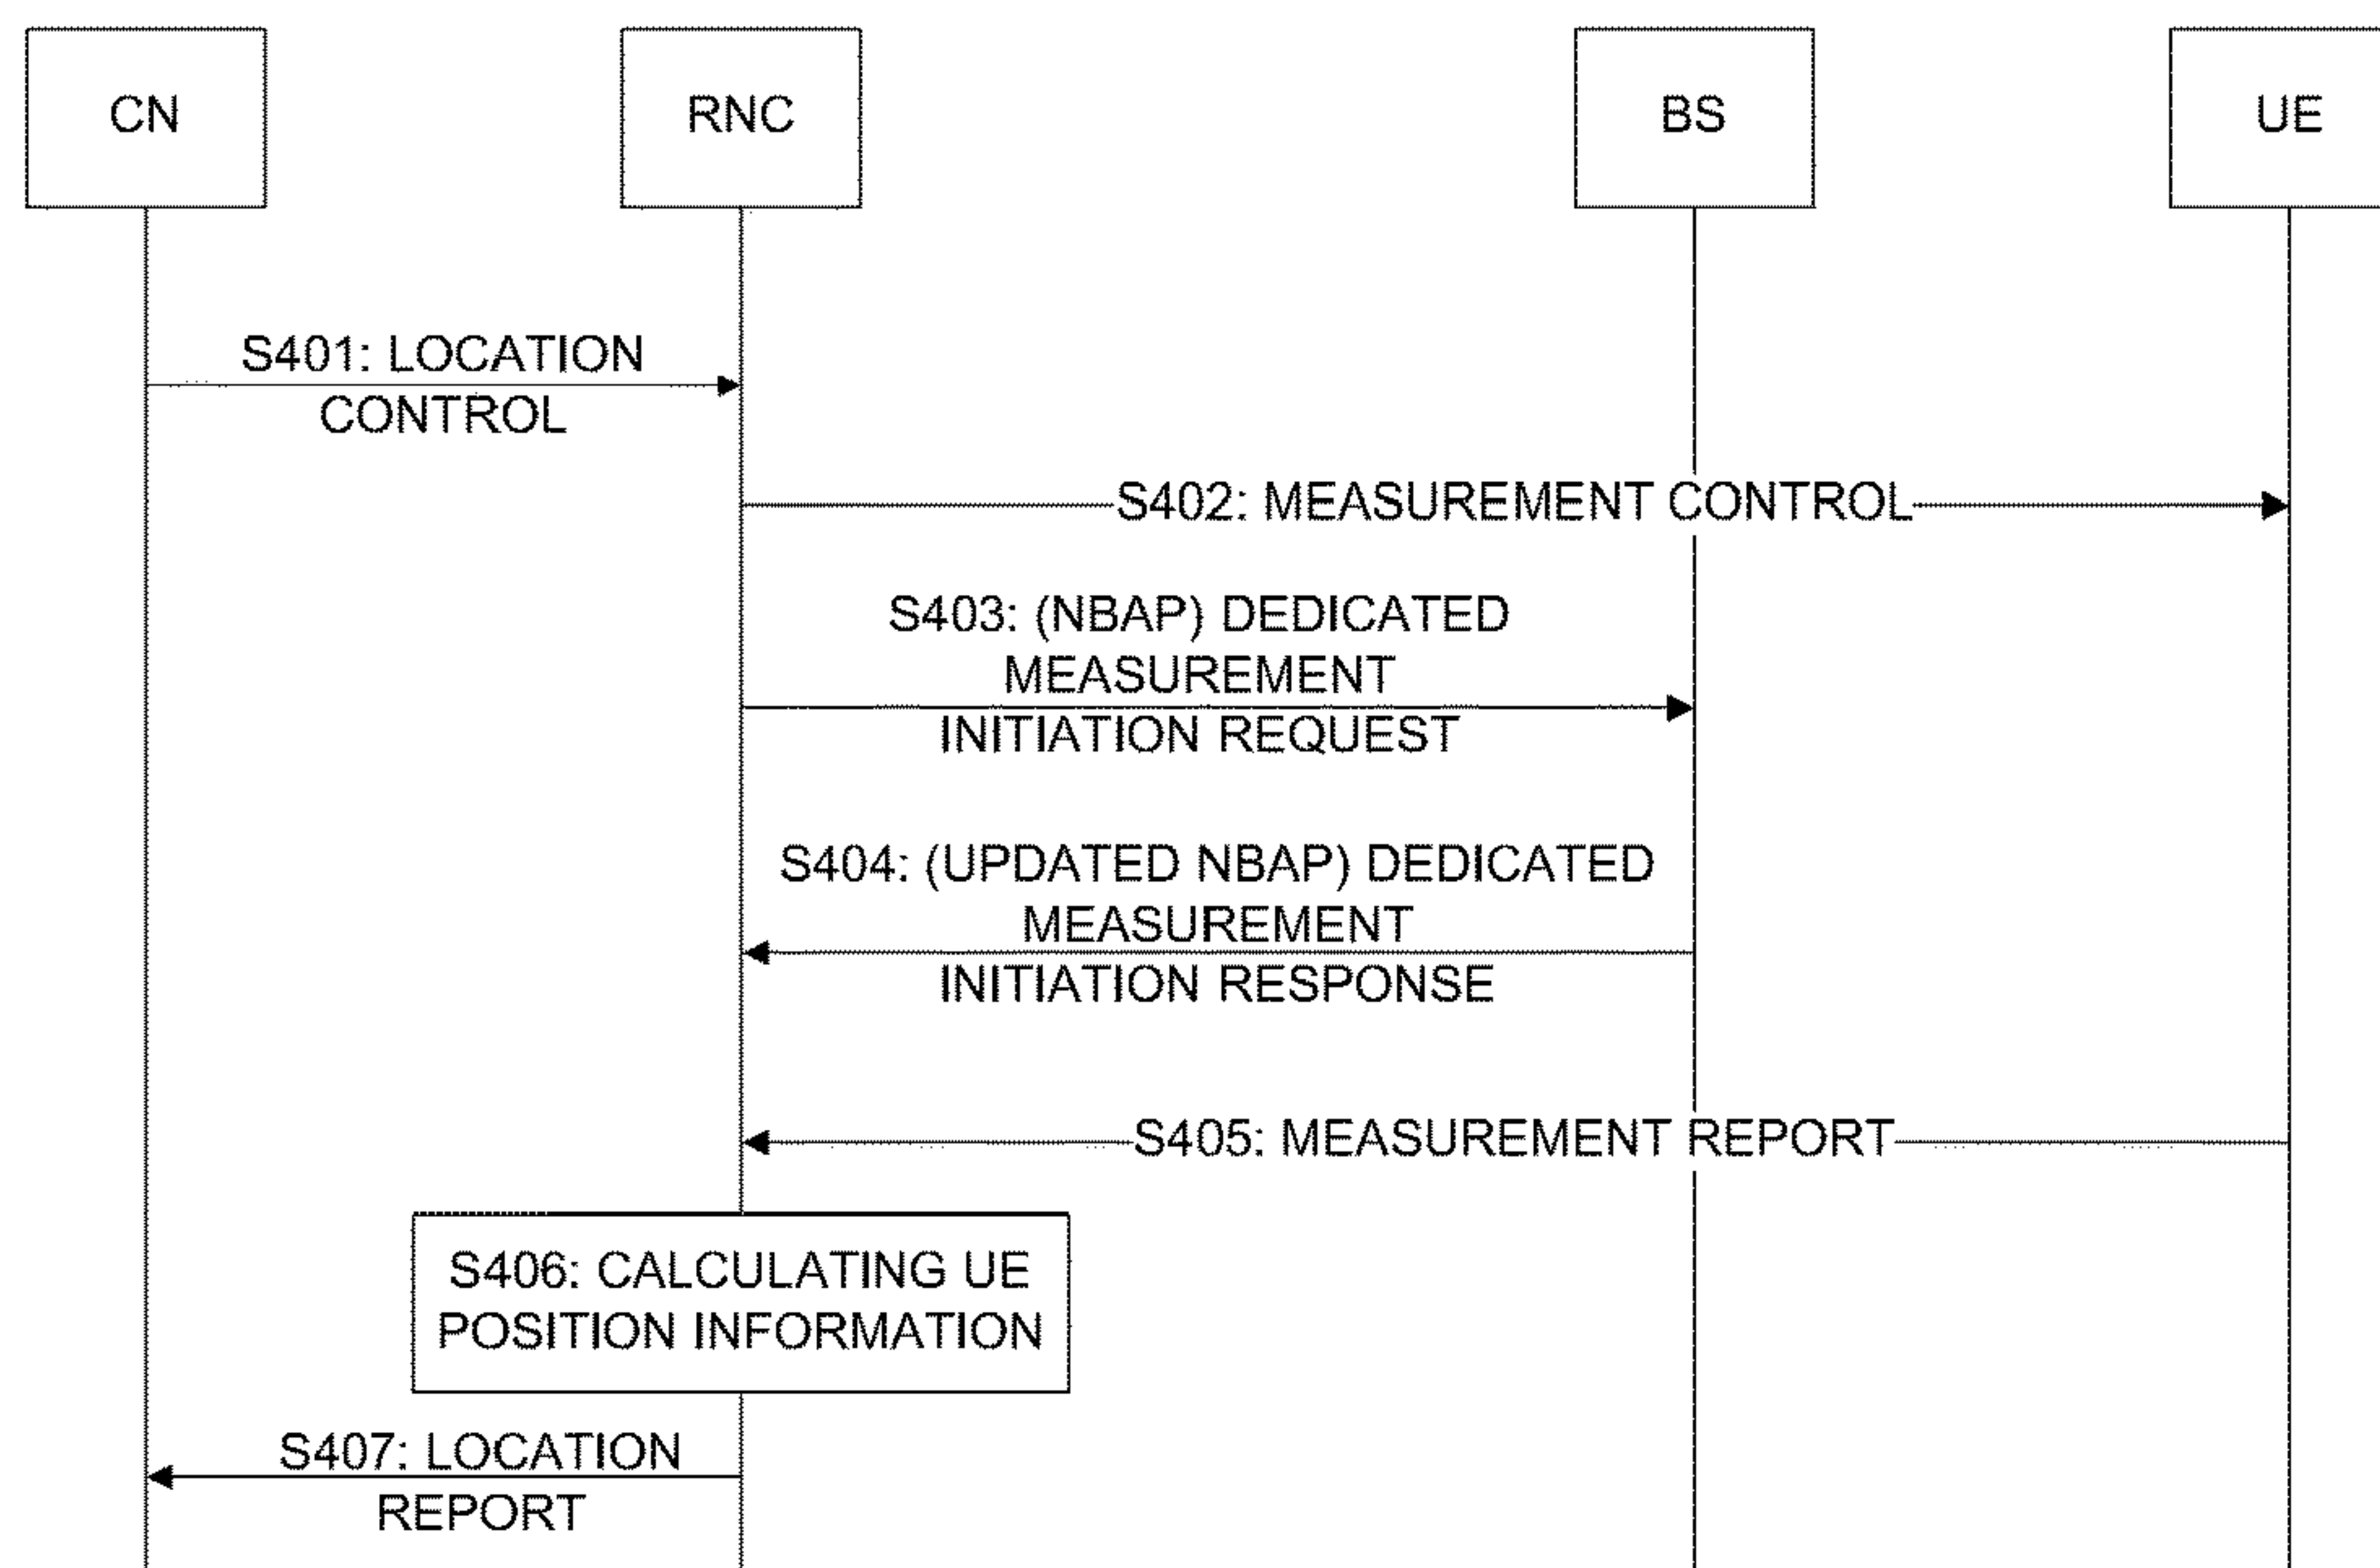 CN
RNC
BS
UE
S401: LOCATION
CONTROL
S402: MEASUREMENT CONTROL
S403: (NBAP) DEDICATED
MEASUREMENT
INITIATION REQUEST
S404: (UPDATED NBAP) DEDICATED
MEASUREMENT
INITIATION RESPONSE
S405: MEASUREMENT REPORT
S406: CALCULATING UE
POSITION INFORMATION
S407: LOCATION
REPORT